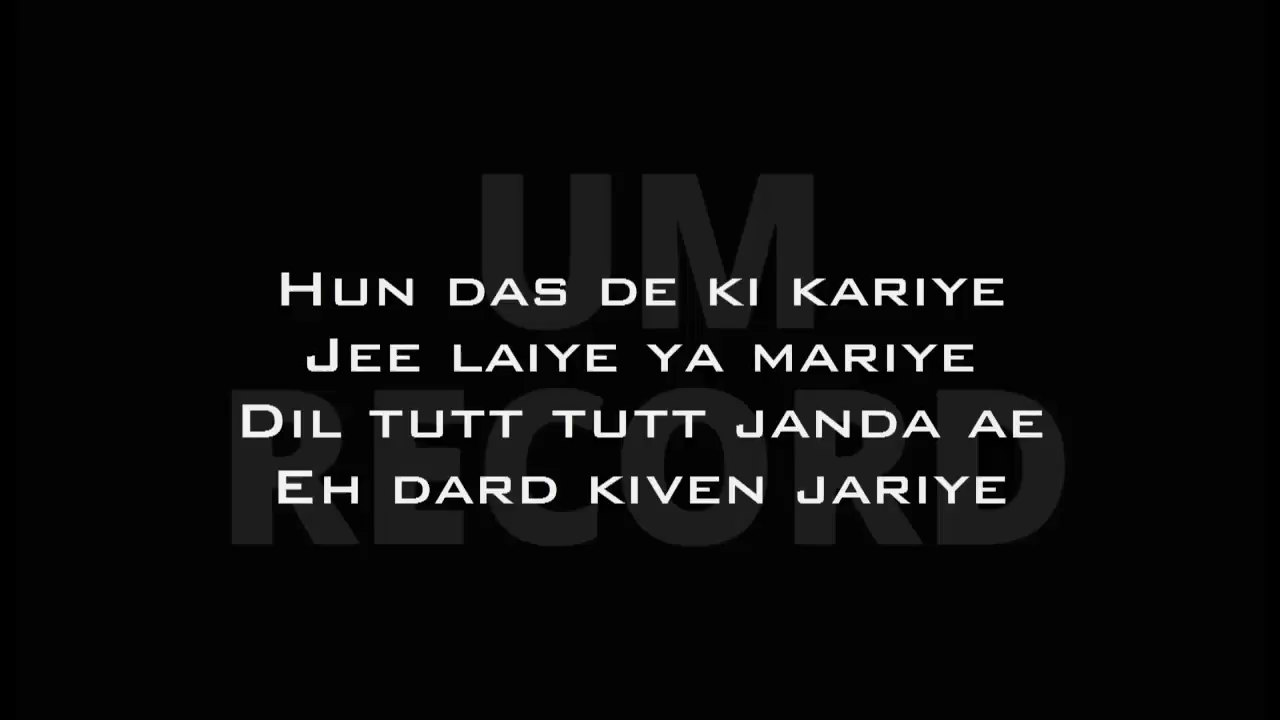 UM
RECORD
HUN DAS DE KI KARIYE
JEE LAIYE YA MARIYE
DIL TUTT TUTT JANDA AE
EH DARD KIVEN JARIYE